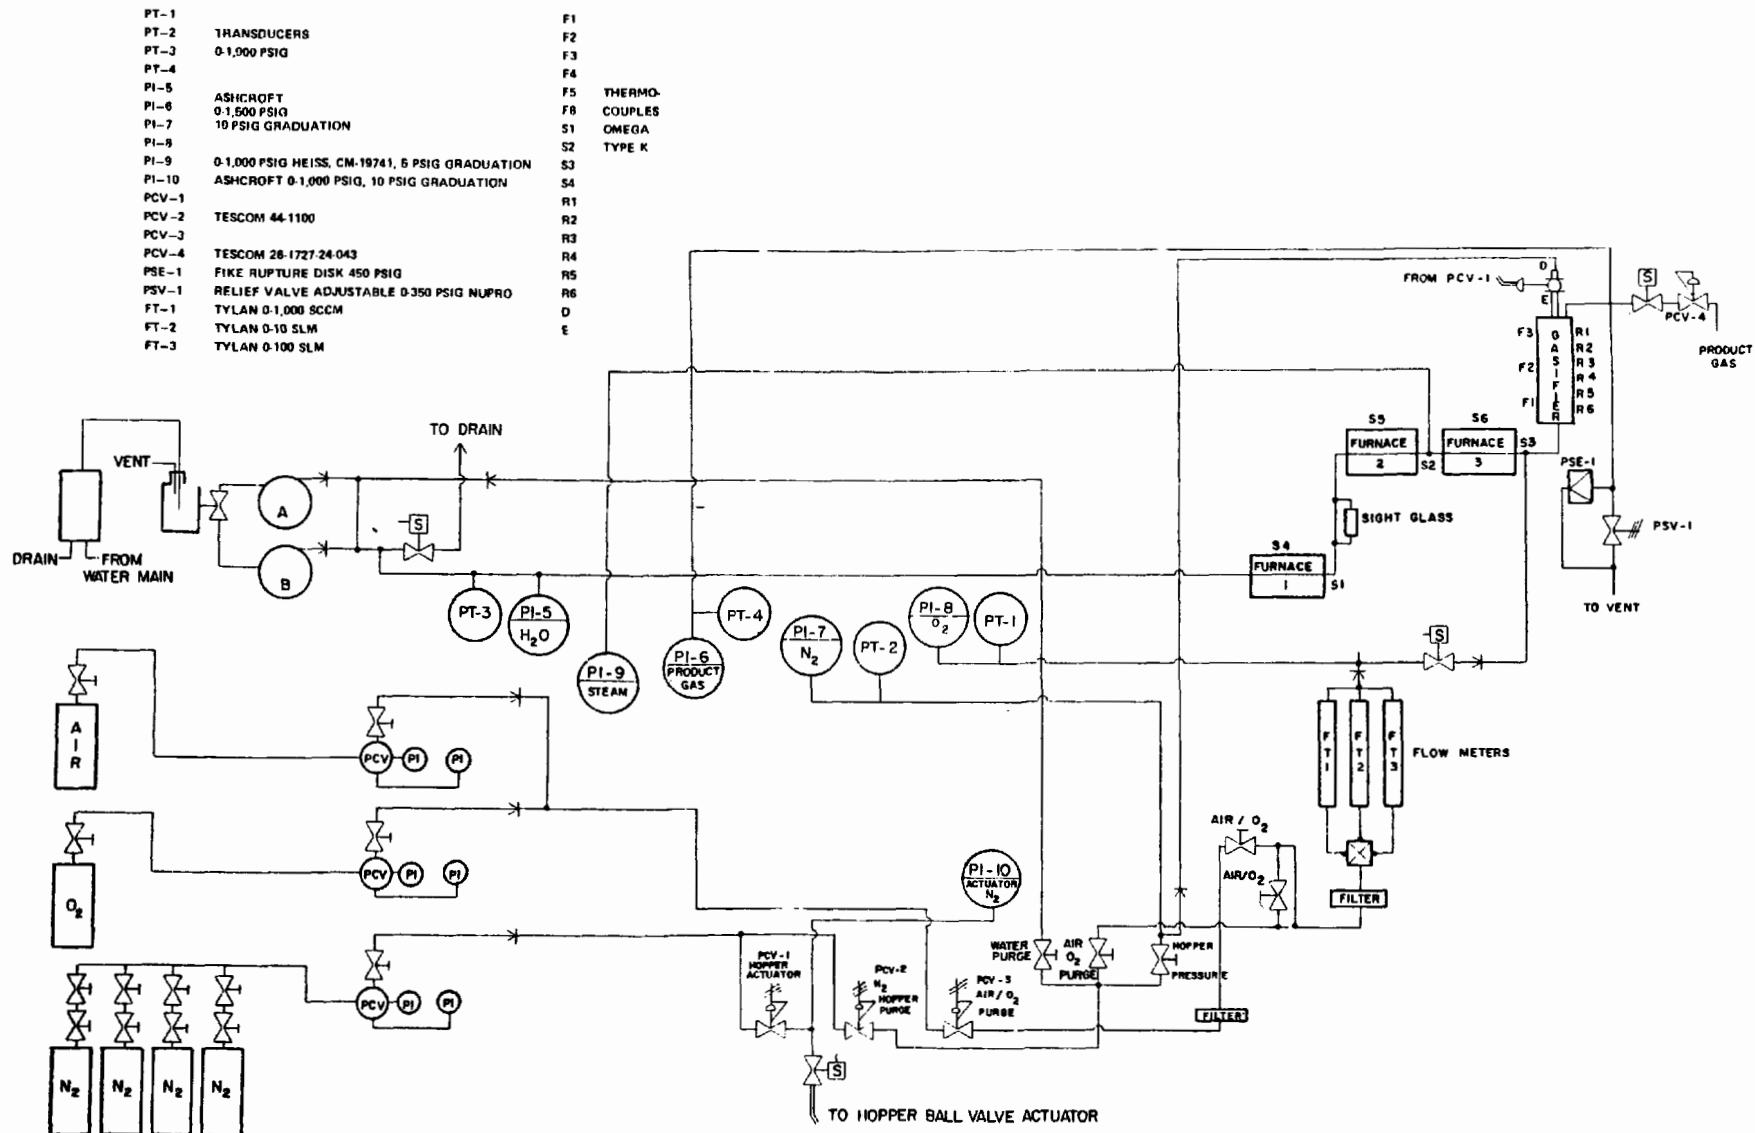 PT-1
PT-2 TRANSDUCERS
PT-3 0-1,000 PSIG
PT-4
PI-5
ASHCROFT
PI-6 0-1,500 PSIG
PI-7 10 PSIG GRADUATION
PI-8
PI-9 0-1,000 PSIG HEISS, CM-19741, 5 PSIG GRADUATION
PI-10 ASHCROFT 0-1,000 PSIG, 10 PSIG GRADUATION
PCV-1
PCV-2 TESCOM 44-1100
PCV-3
PCV-4 TESCOM 26-1727-24-043
PSE-1 FIKE RUPTURE DISK 450 PSIG
PSV-1 RELIEF VALVE ADJUSTABLE 0-350 PSIG NUPRO
FT-1 TYLAN 0-1,000 SCCM
FT-2 TYLAN 0-10 SLM
FT-3 TYLAN 0-100 SLM
F1
F2
F3
F4
F5 THERMO-
F6 COUPLES
S1 OMEGA
S2 TYPE K
S3
S4
R1
R2
R3
R4
R5
R6
D
E
D
FROM PCV-1
E
S
PCV-4
PRODUCT
GAS
F3
F2
F1
GASIFIER
R1
R2
R3
R4
R5
R6
S5
FURNACE
2
S2
S6
FURNACE
3
S3
PSE-1
PSV-1
TO VENT
SIGHT GLASS
S4
FURNACE
1
S1
TO DRAIN
VENT
A
B
S
DRAIN
FROM
WATER MAIN
PT-3
PI-5
H2O
PI-9
STEAM
PI-6
PRODUCT
GAS
PT-4
PI-7
N2
PT-2
PI-8
O2
PT-1
S
AIR
PCV
PI
PI
FT1
FT2
FT3
FLOW METERS
O2
PCV
PI
PI
PI-10
ACTUATOR
N2
AIR / O2
AIR/O2
FILTER
N2
N2
N2
N2
PCV
PI
PI
PCV-1
HOPPER
ACTUATOR
PCV-2
N2
HOPPER
PURGE
PCV-3
AIR/O2
PURGE
WATER
PURGE
AIR
O2
PURGE
HOPPER
PRESSURE
FILTER
S
TO HOPPER BALL VALVE ACTUATOR